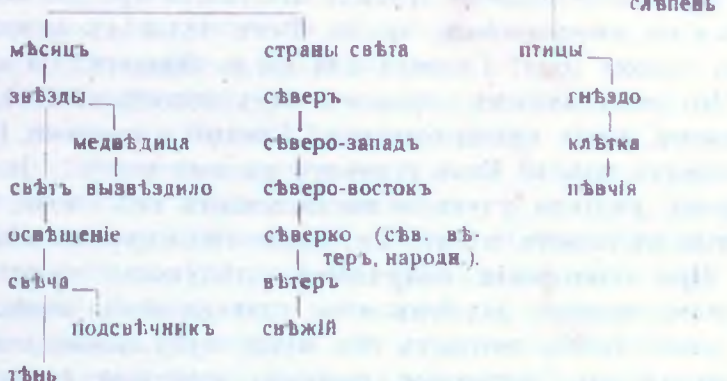 слѣпень
мѣсяцъ страны свѣта птицы
звѣзды сѣверъ гнѣздо
медвѣдица сѣверо-западъ клѣтка
свѣтъ вызвѣздило сѣверо-востокъ пѣвчія
освѣщеніе сѣверко (сѣв. вѣ-
теръ, народн.).
свѣча вѣтеръ
подсвѣчникъ свѣжій
тѣнь